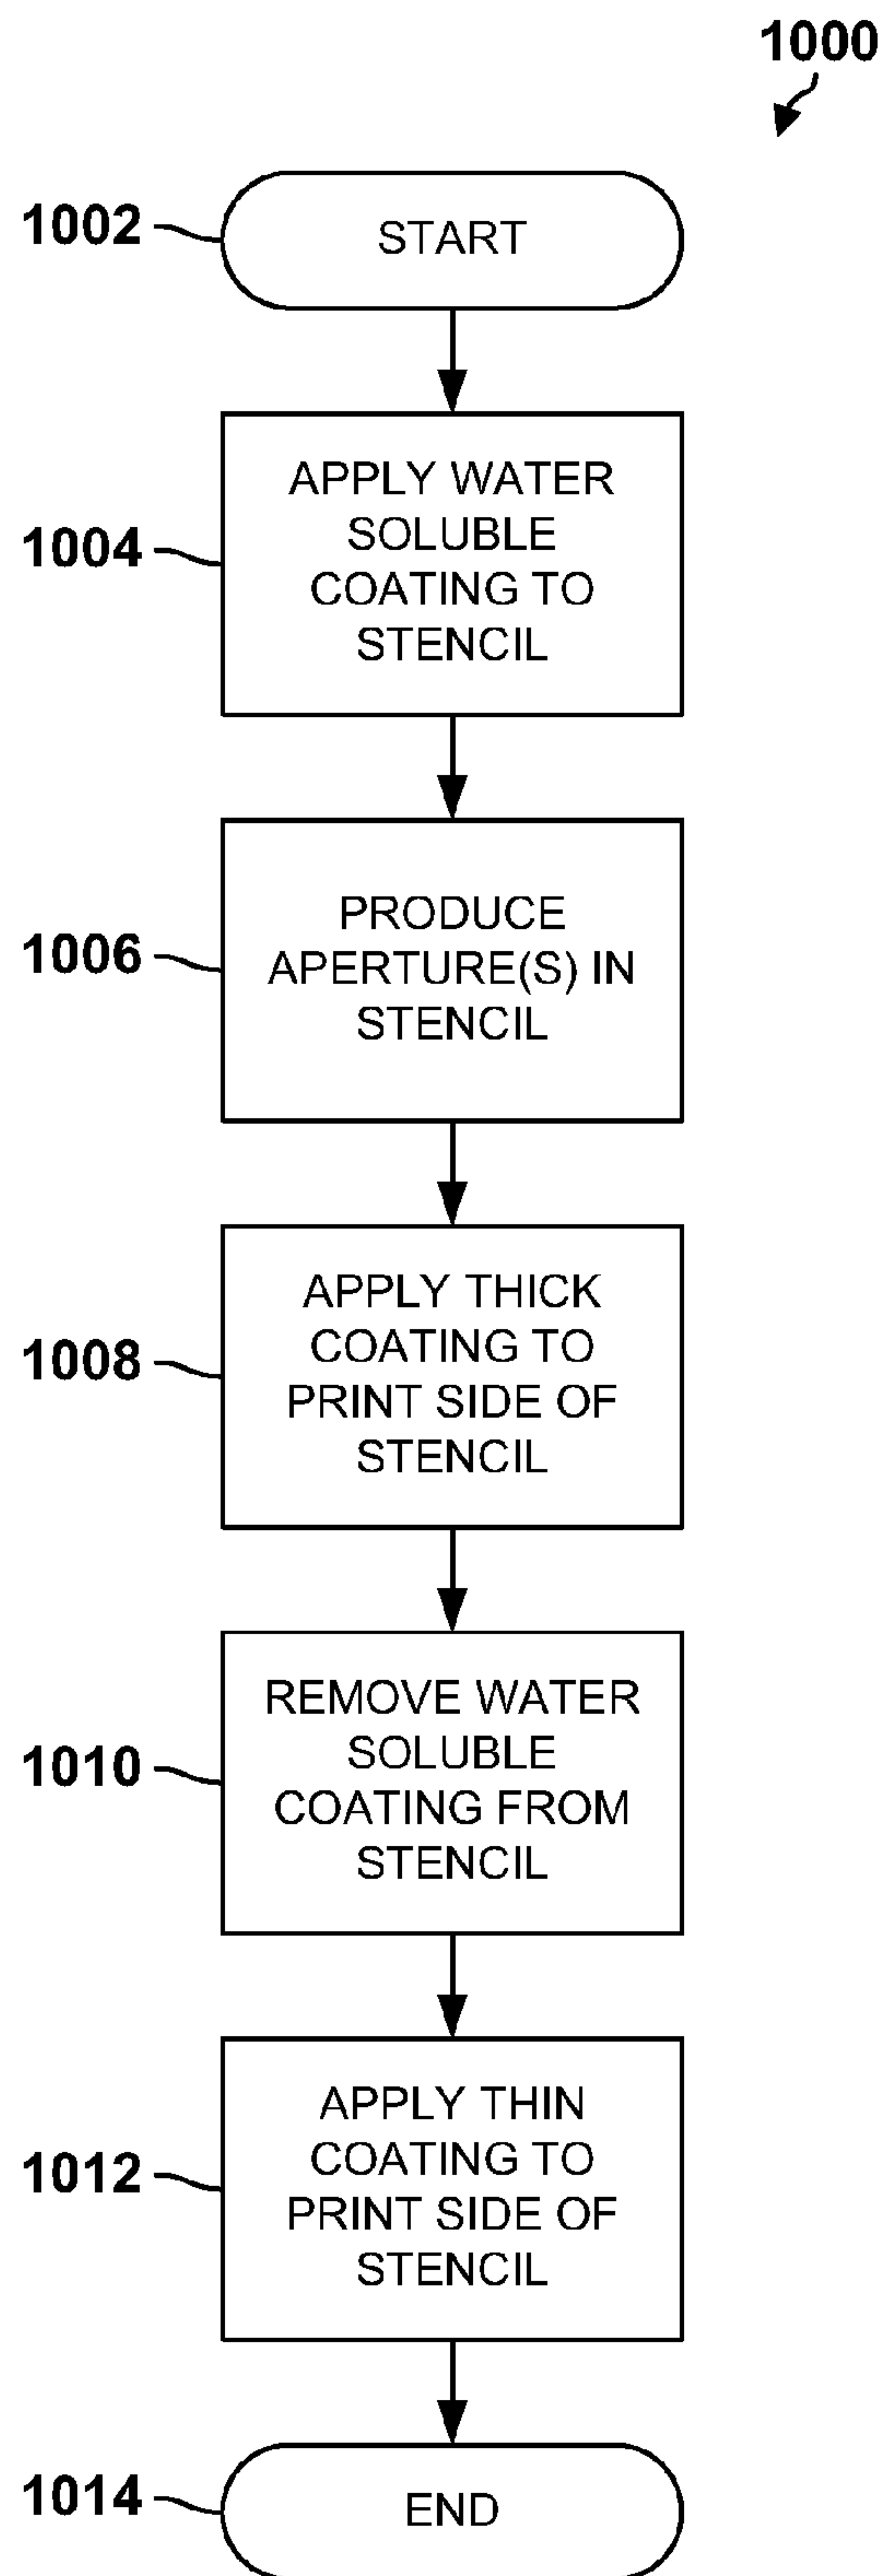 1000
1002
START
1004
APPLY WATER
SOLUBLE
COATING TO
STENCIL
1006
PRODUCE
APERTURE(S) IN
STENCIL
1008
APPLY THICK
COATING TO
PRINT SIDE OF
STENCIL
1010
REMOVE WATER
SOLUBLE
COATING FROM
STENCIL
1012
APPLY THIN
COATING TO
PRINT SIDE OF
STENCIL
1014
END